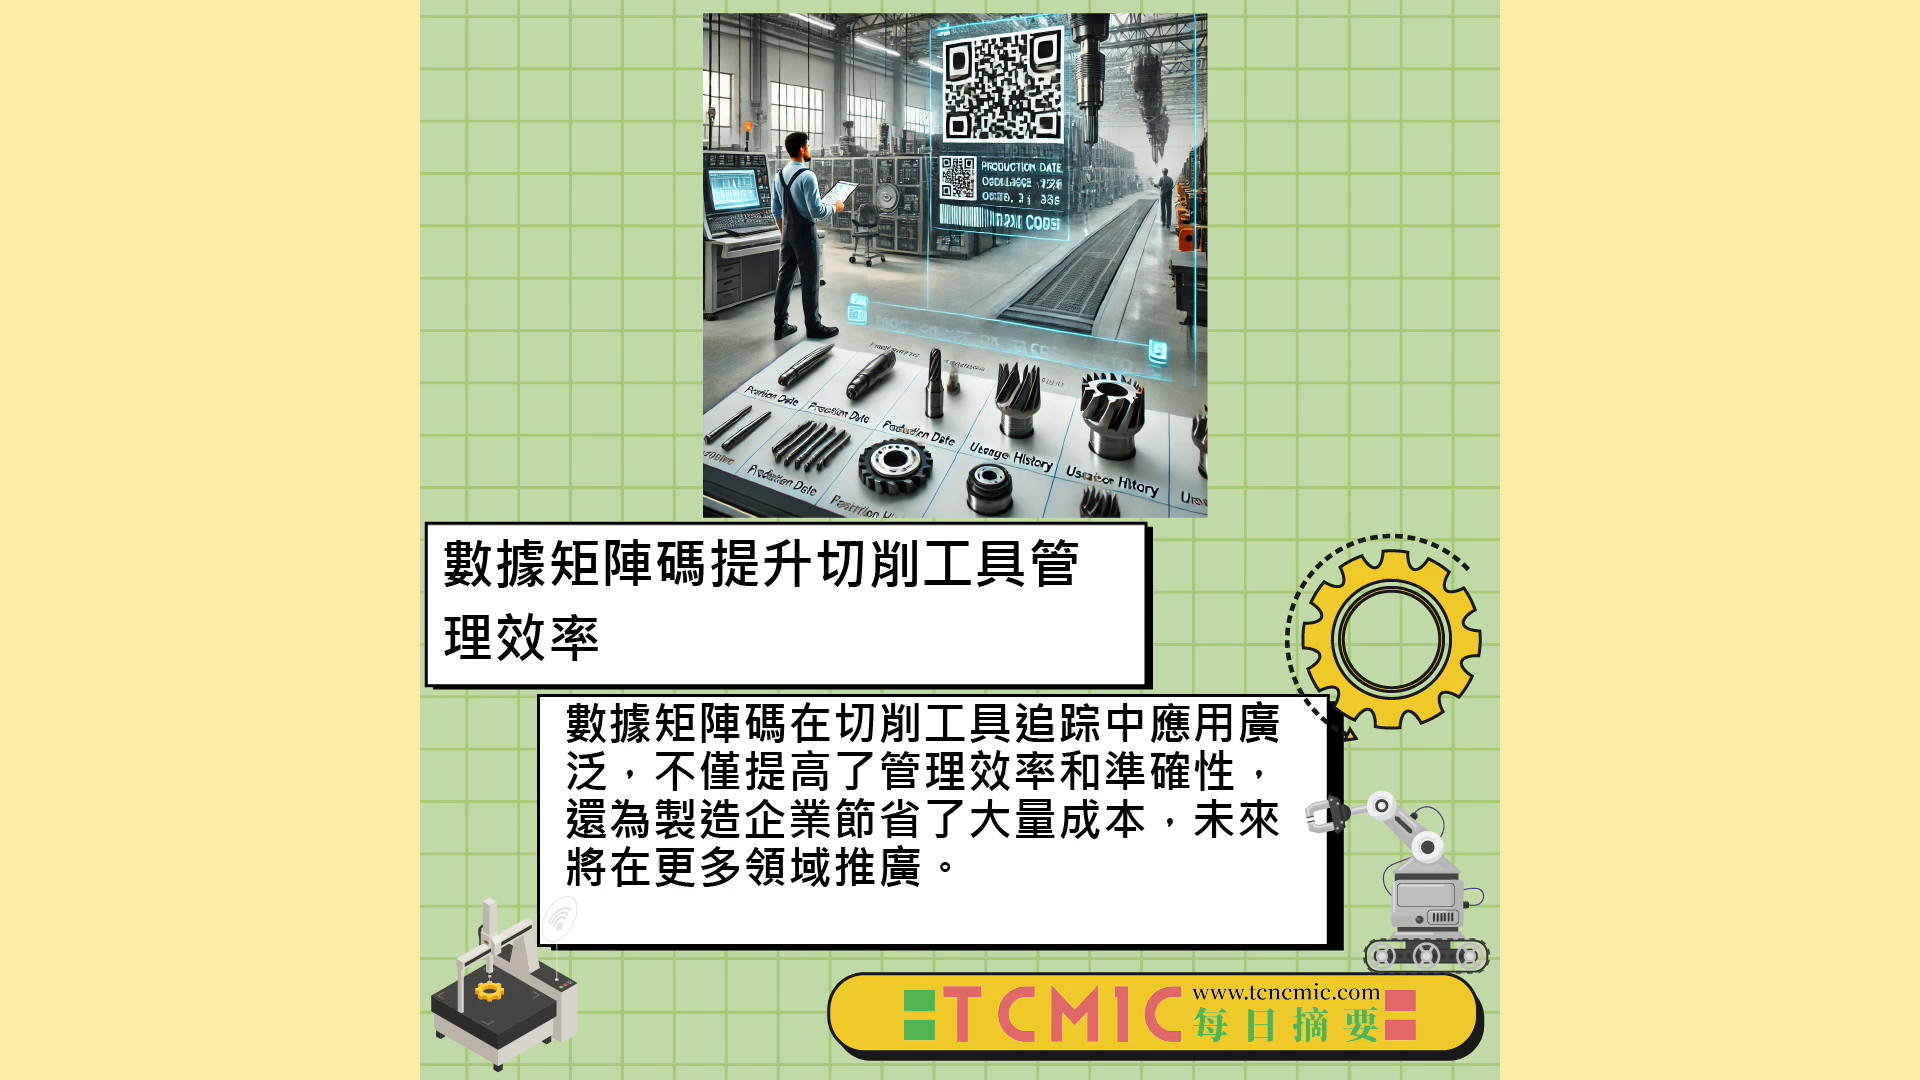 PRODUCTION DATE
CODE
Production Date
Usage History
數據矩陣碼提升切削工具管
理效率
數據矩陣碼在切削工具追踪中應用廣
泛，不僅提高了管理效率和準確性，
還為製造企業節省了大量成本，未來
將在更多領域推廣。
TCMIC
www.tcncmic.com
每日摘要